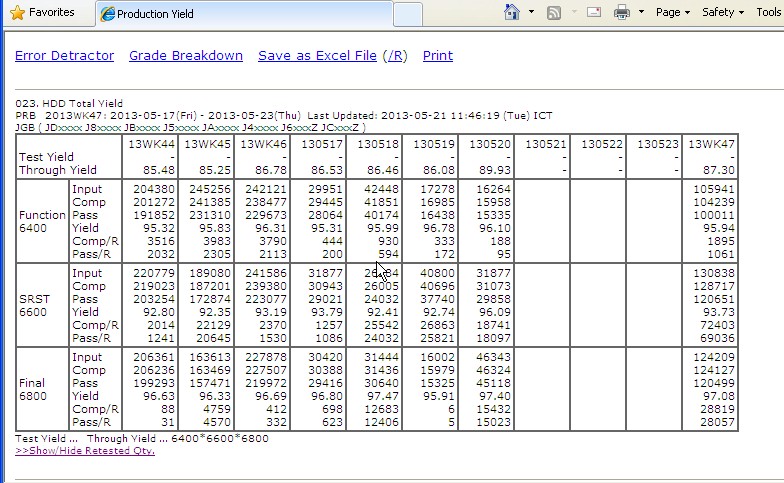 Favorites Production Yield Page Safety Tools
Error Detractor Grade Breakdown Save as Excel File (/R) Print
023. HDD Total Yield
PRB 2013WK47: 2013-05-17(Fri) - 2013-05-23(Thu) Last Updated: 2013-05-21 11:46:19 (Tue) ICT
JGB ( JDxxxx J8xxxx JBxxxx J5xxxx JAxxxx J4xxxx J6xxxZ JCxxxZ )
13WK44 13WK45 13WK46 130517 130518 130519 130520 130521 130522 130523 13WK47
Test Yield - - - - - - - - - - -
Through Yield 85.48 85.25 86.78 86.53 86.46 86.08 89.93 - - - 87.30
Function 6400
Input 204380 245256 242121 29951 42448 17278 16264 105941
Comp 201272 241385 238477 29445 41851 16985 15958 104239
Pass 191852 231310 229673 28064 40174 16438 15335 100011
Yield 95.32 95.83 96.31 95.31 95.99 96.78 96.10 95.94
Comp/R 3516 3983 3790 444 930 333 188 1895
Pass/R 2032 2305 2113 200 594 172 95 1061
SRST 6600
Input 220779 189080 241586 31877 40800 31877 130838
Comp 219023 187201 239380 30943 26005 40696 31073 128717
Pass 203254 172874 223077 29021 24032 37740 29858 120651
Yield 92.80 92.35 93.19 93.79 92.41 92.74 96.09 93.73
Comp/R 2014 22129 2370 1257 25542 26863 18741 72403
Pass/R 1241 20645 1530 1086 24032 25821 18097 69036
Final 6800
Input 206361 163613 227878 30420 31444 16002 46343 124209
Comp 206236 163469 227507 30388 31436 15979 46324 124127
Pass 199293 157471 219972 29416 30640 15325 45118 120499
Yield 96.63 96.33 96.69 96.80 97.47 95.91 97.40 97.08
Comp/R 88 4759 412 698 12683 6 15432 28819
Pass/R 31 4570 332 623 12406 5 15023 28057
Test Yield ... Through Yield ... 6400*6600*6800
>>Show/Hide Retested Qty.